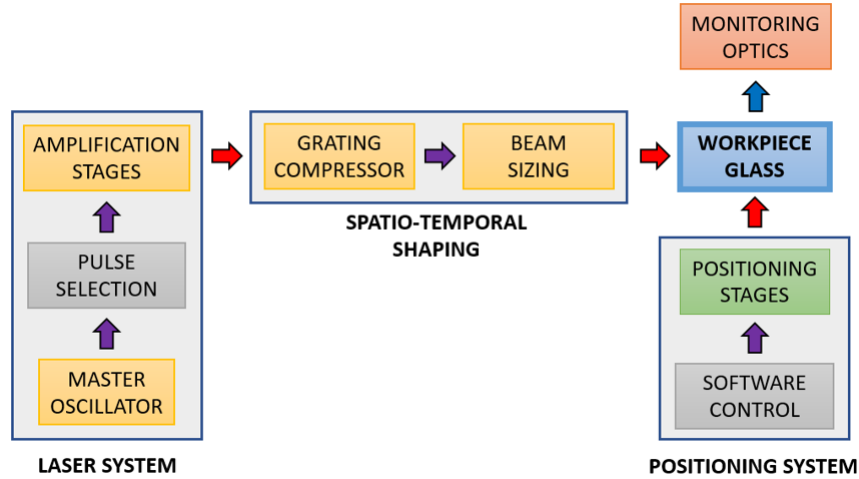 MONITORING
OPTICS
AMPLIFICATION
STAGES
GRATING
COMPRESSOR
BEAM
SIZING
WORKPIECE
GLASS
SPATIO-TEMPORAL
SHAPING
PULSE
SELECTION
POSITIONING
STAGES
MASTER
OSCILLATOR
SOFTWARE
CONTROL
LASER SYSTEM
POSITIONING SYSTEM